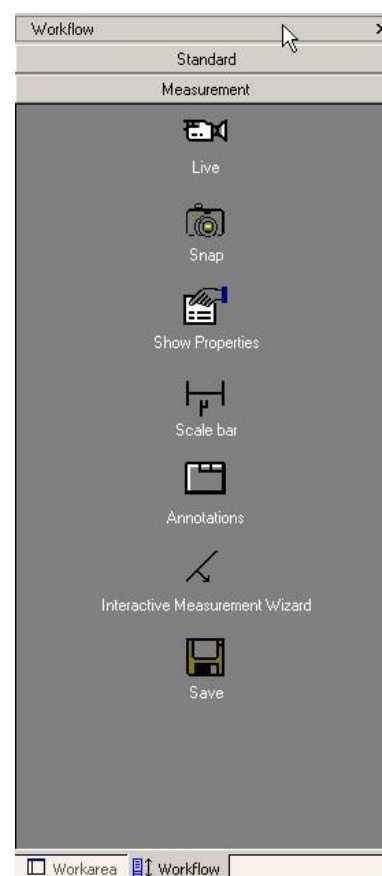 Workflow
Standard
Measurement
Live
Snap
Show Properties
μ
Scale bar
Annotations
Interactive Measurement Wizard
Save
Workarea Workflow